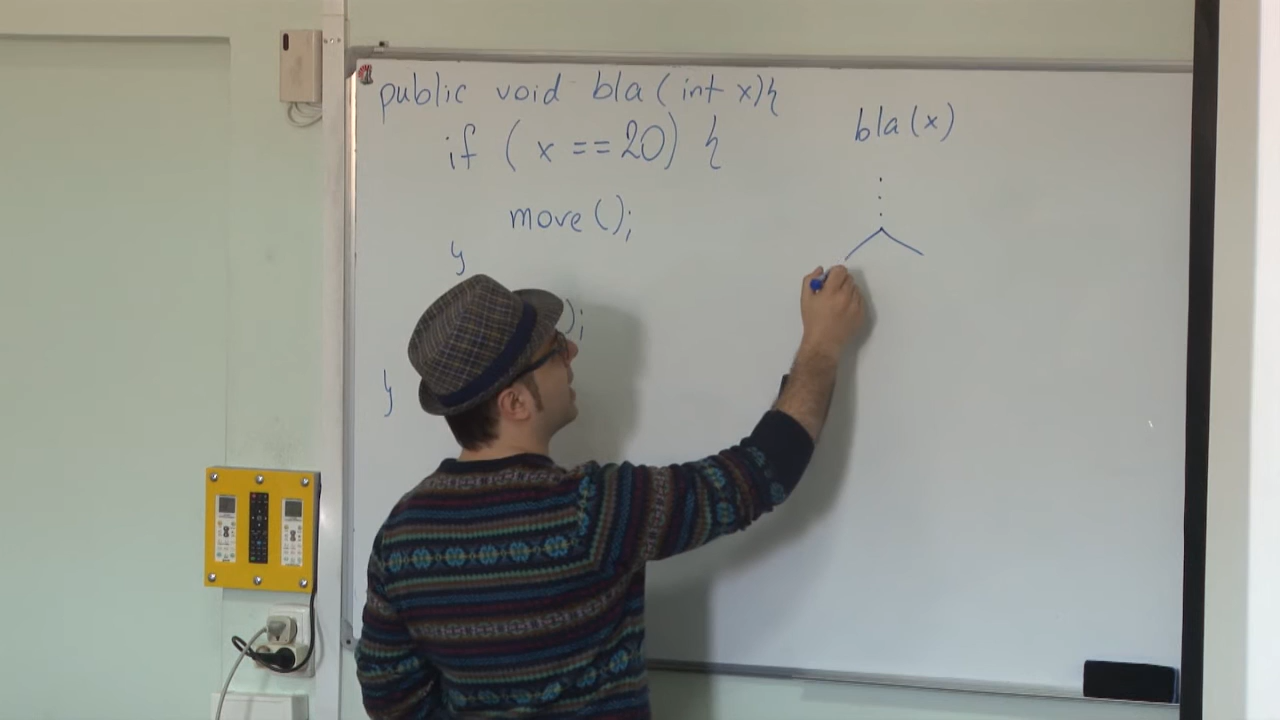 public void bla (int x){
if ( x == 20) {
move ();
}
);
}
bla(x)